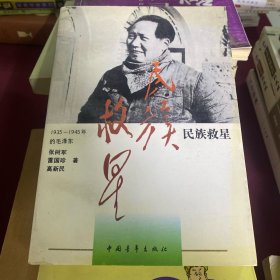 民族救星
民族救星
1935-1945年
的毛泽东
张树军
雷国珍 著
高新民
中国青年出版社